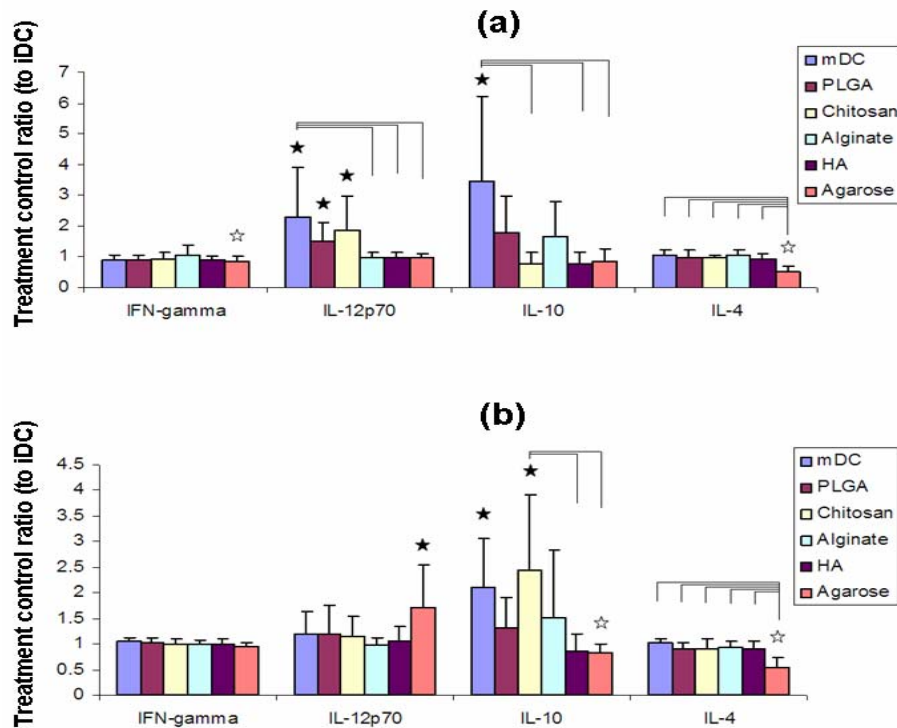 (a)
Treatment control ratio (to iDC)
7
6
5
4
3
2
1
0
★
★
★
★
☆
☆
IFN-gamma
IL-12p70
IL-10
IL-4
mDC
PLGA
Chitosan
Alginate
HA
Agarose
(b)
Treatment control ratio (to iDC)
4.5
4
3.5
3
2.5
2
1.5
1
0.5
0
★
★
★
☆
☆
IFN-gamma
IL-12p70
IL-10
IL-4
mDC
PLGA
Chitosan
Alginate
HA
Agarose